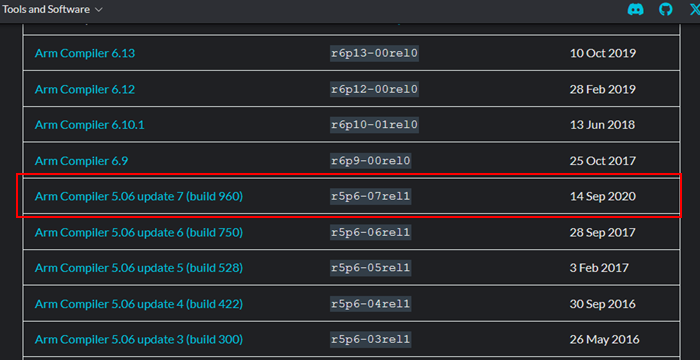 Tools and Software
Arm Compiler 6.13 r6p13-00rel0 10 Oct 2019
Arm Compiler 6.12 r6p12-00rel0 28 Feb 2019
Arm Compiler 6.10.1 r6p10-01rel0 13 Jun 2018
Arm Compiler 6.9 r6p9-00rel0 25 Oct 2017
Arm Compiler 5.06 update 7 (build 960) r5p6-07rel1 14 Sep 2020
Arm Compiler 5.06 update 6 (build 750) r5p6-06rel1 28 Sep 2017
Arm Compiler 5.06 update 5 (build 528) r5p6-05rel1 3 Feb 2017
Arm Compiler 5.06 update 4 (build 422) r5p6-04rel1 30 Sep 2016
Arm Compiler 5.06 update 3 (build 300) r5p6-03rel1 26 May 2016